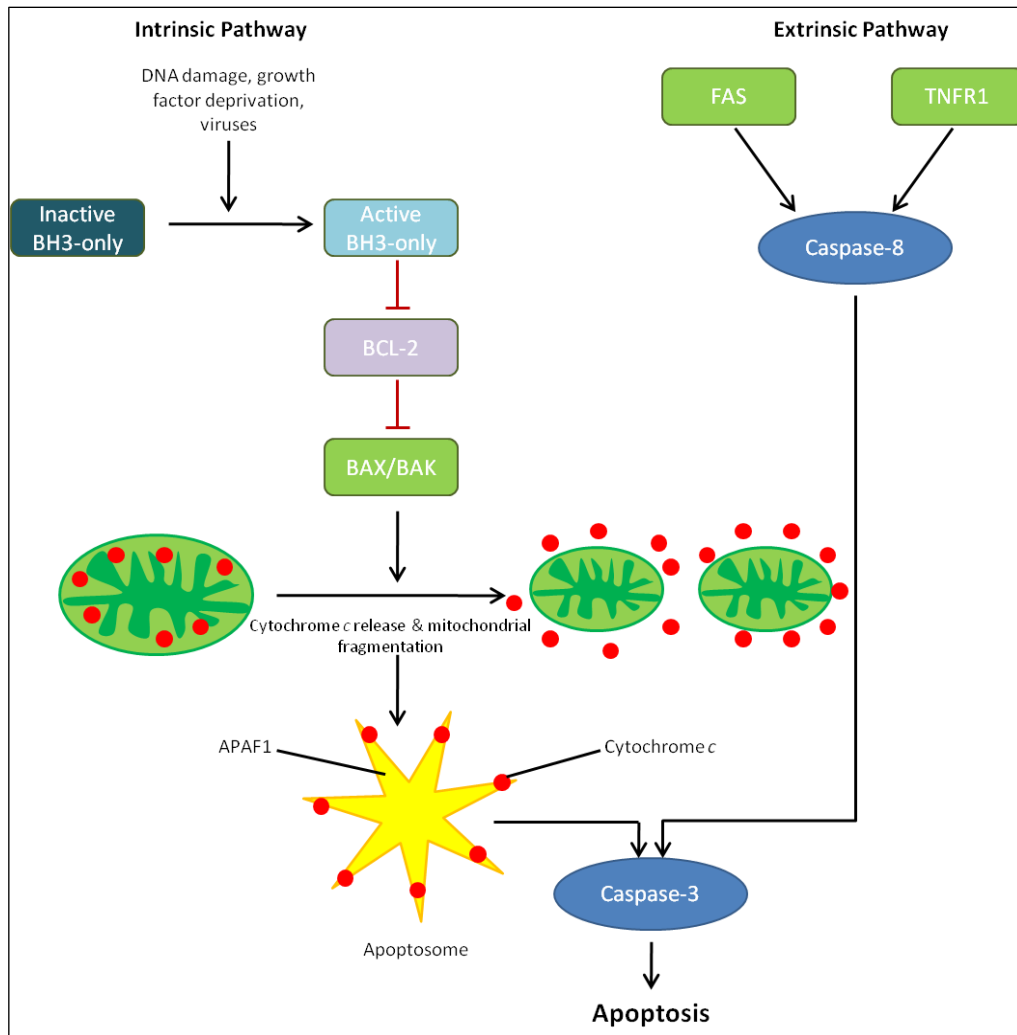 Intrinsic Pathway
Extrinsic Pathway
DNA damage, growth
factor deprivation,
viruses
FAS
TNFR1
Inactive
BH3-only
Active
BH3-only
Caspase-8
BCL-2
BAX/BAK
Cytochrome c release & mitochondrial
fragmentation
APAF1
Cytochrome c
Caspase-3
Apoptosome
Apoptosis